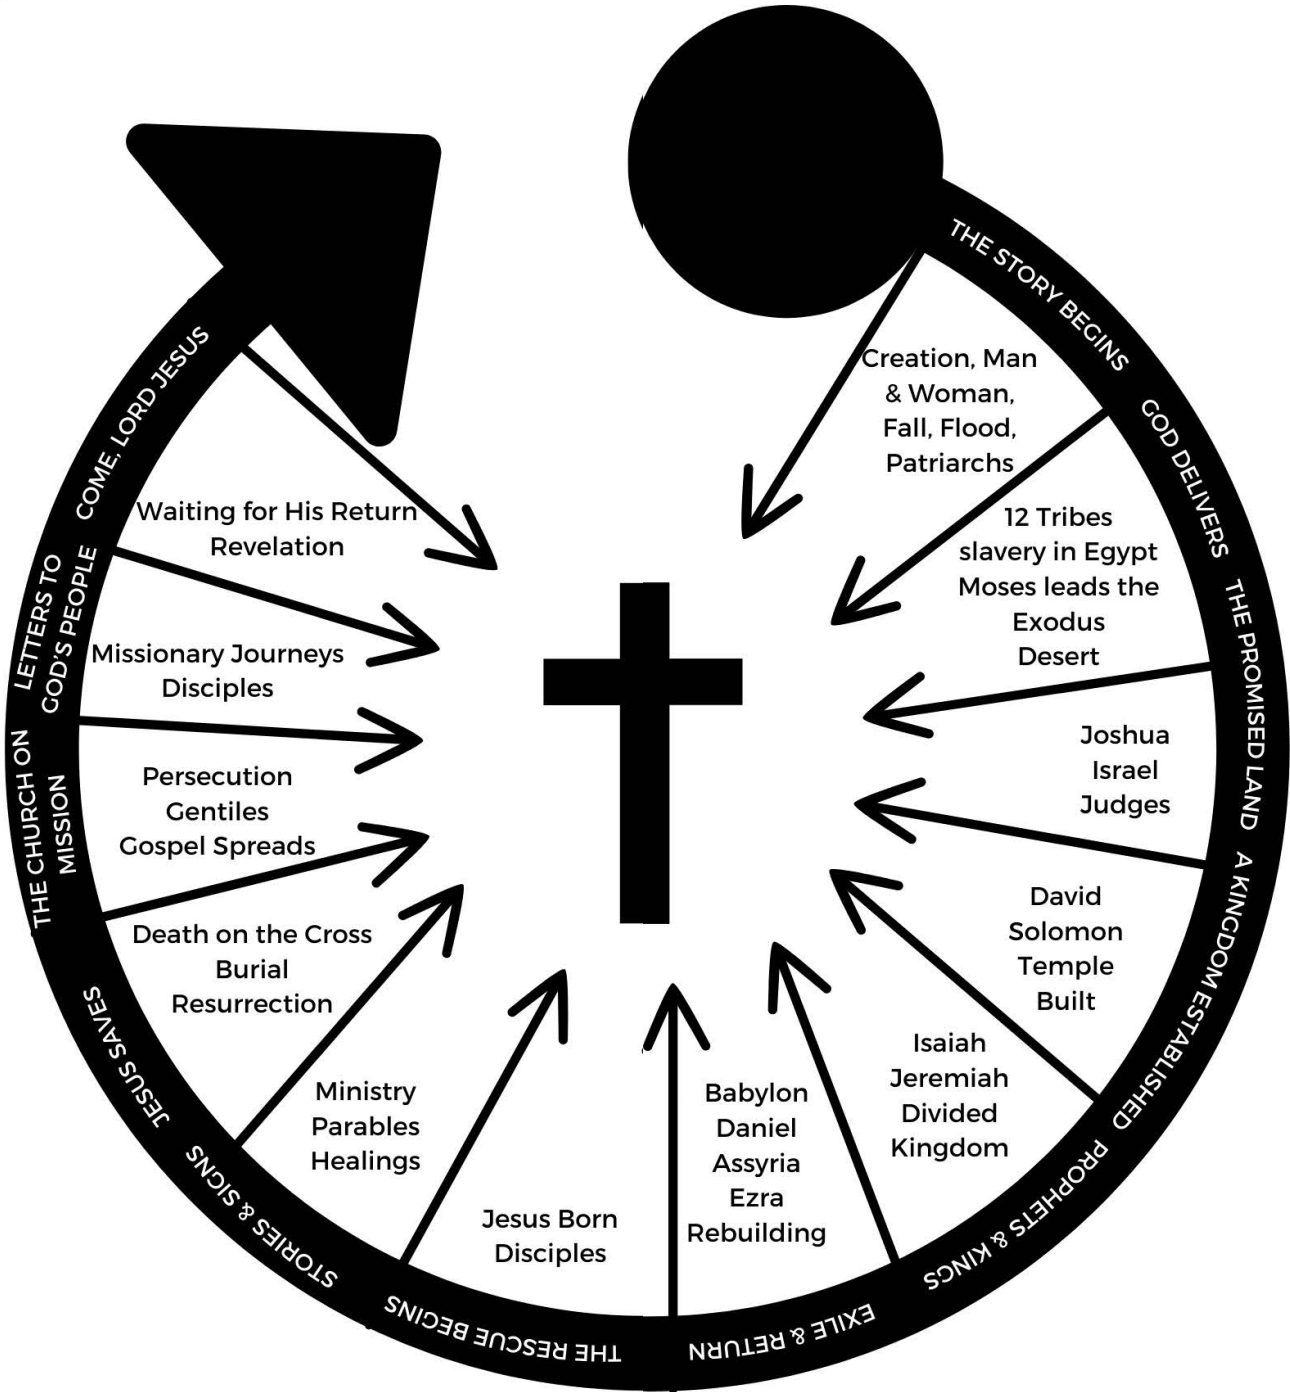 THE STORY BEGINS
Creation, Man
& Woman,
Fall, Flood,
Patriarchs
GOD DELIVERS
12 Tribes
slavery in Egypt
Moses leads the
Exodus
Desert
THE PROMISED LAND
Joshua
Israel
Judges
A KINGDOM ESTABLISHED
David
Solomon
Temple
Built
PROPHETS & KINGS
Isaiah
Jeremiah
Divided
Kingdom
EXILE & RETURN
Babylon
Daniel
Assyria
Ezra
Rebuilding
THE RESCUE BEGINS
Jesus Born
Disciples
STORIES & SIGNS
Ministry
Parables
Healings
JESUS SAVES
Death on the Cross
Burial
Resurrection
THE CHURCH ON
MISSION
Persecution
Gentiles
Gospel Spreads
LETTERS TO
GOD'S PEOPLE
Missionary Journeys
Disciples
COME, LORD JESUS
Waiting for His Return
Revelation